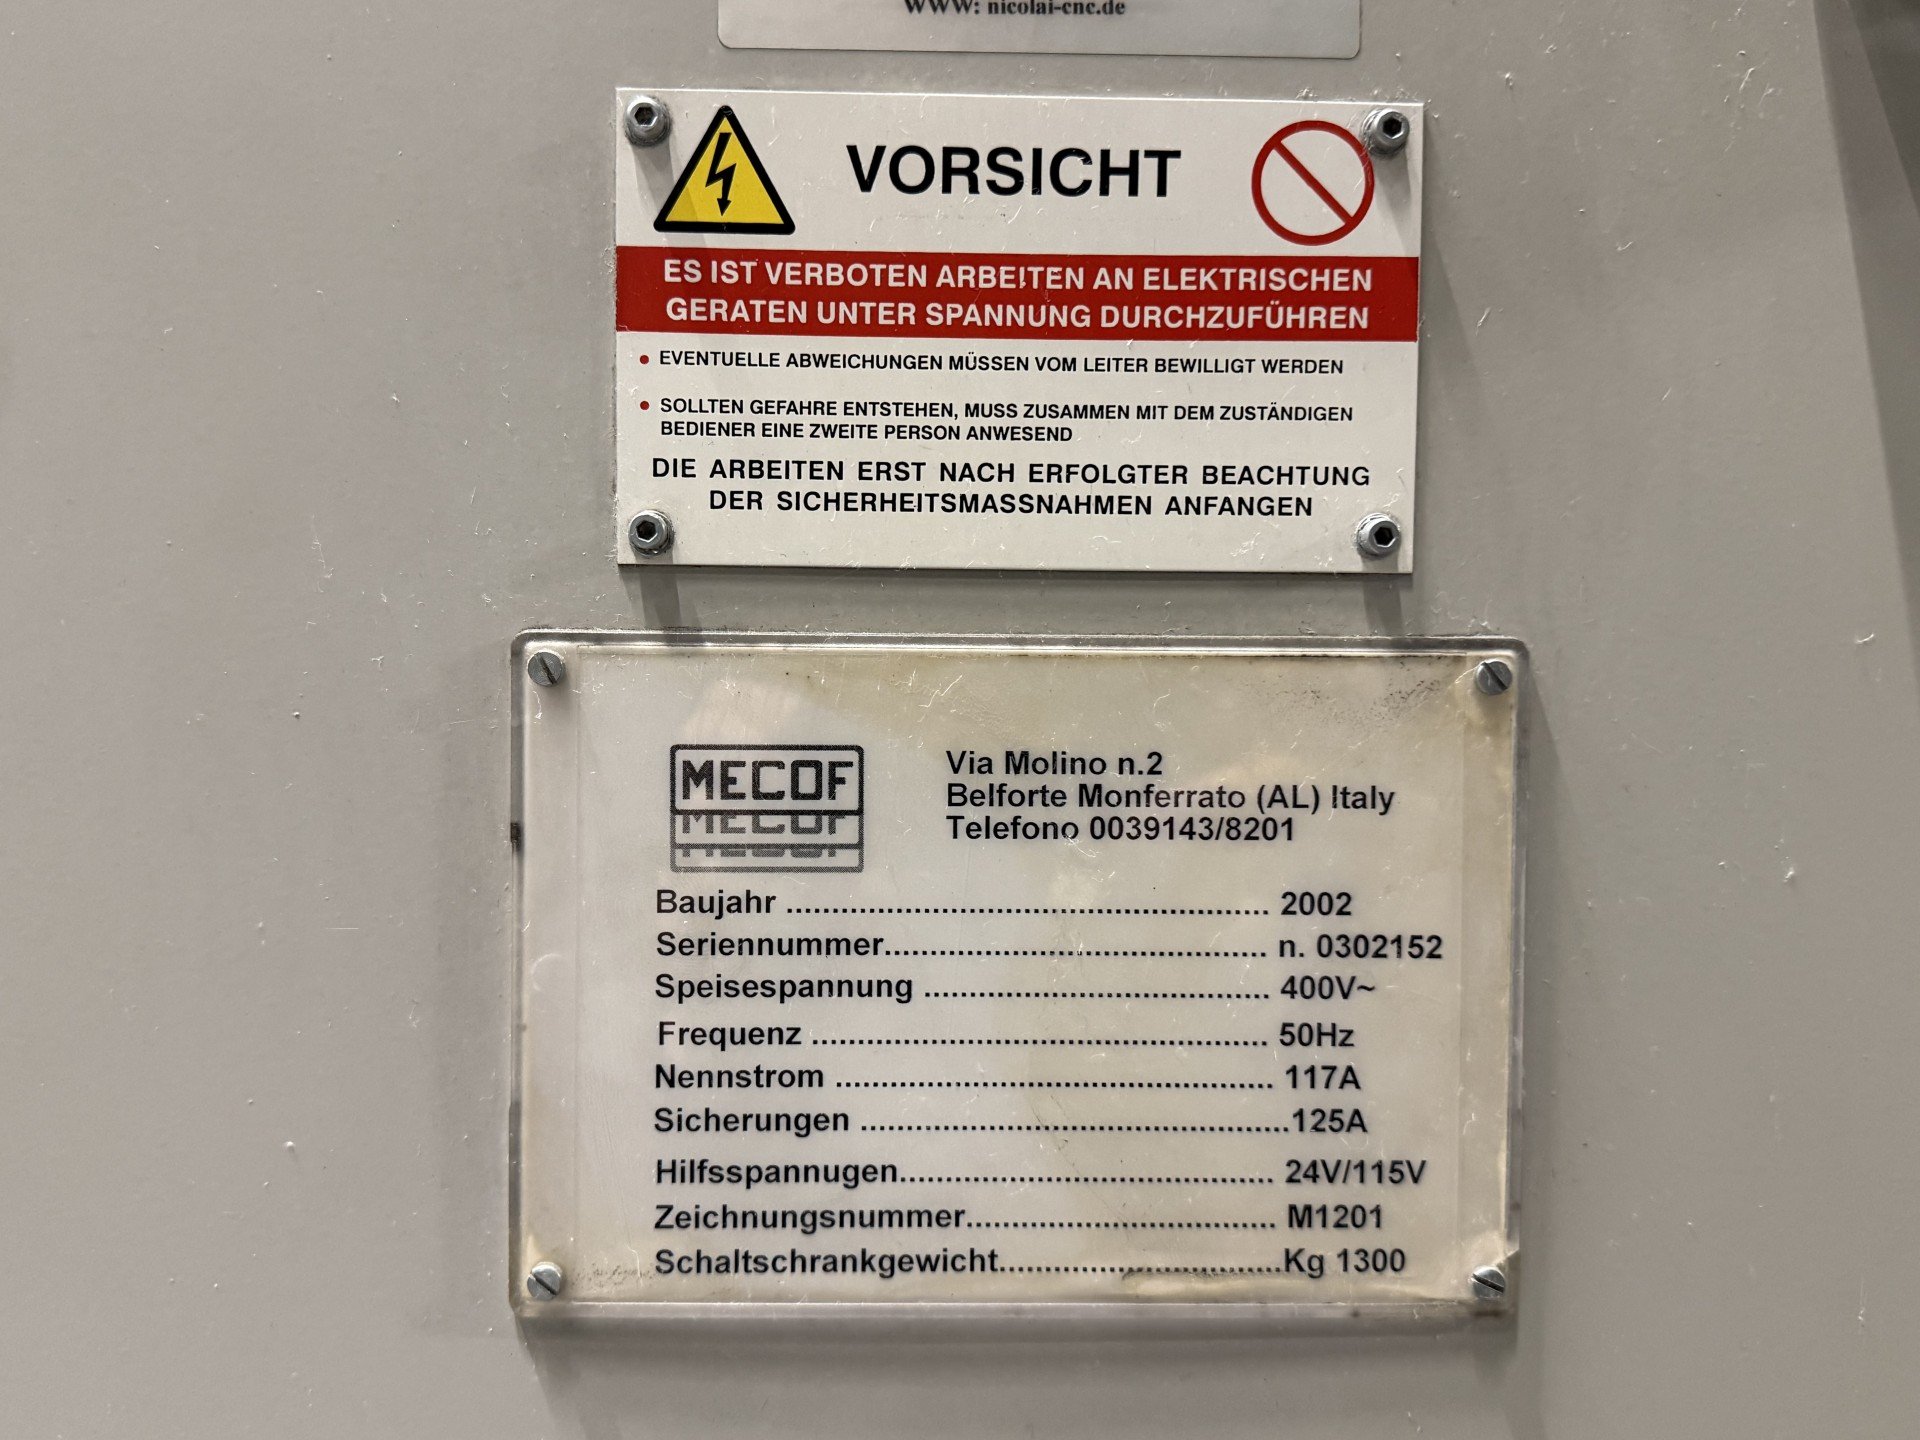 WWW: nicolai-cnc.de
VORSICHT
ES IST VERBOTEN ARBEITEN AN ELEKTRISCHEN
GERATEN UNTER SPANNUNG DURCHZUFÜHREN
• EVENTUELLE ABWEICHUNGEN MÜSSEN VOM LEITER BEWILLIGT WERDEN
• SOLLTEN GEFAHRE ENTSTEHEN, MUSS ZUSAMMEN MIT DEM ZUSTÄNDIGEN
BEDIENER EINE ZWEITE PERSON ANWESEND
DIE ARBEITEN ERST NACH ERFOLGTER BEACHTUNG
DER SICHERHEITSMASSNAHMEN ANFANGEN
MECOF
MECOF
MECOF
Via Molino n.2
Belforte Monferrato (AL) Italy
Telefono 0039143/8201
Baujahr ..................................................... 2002
Seriennummer.......................................... n. 0302152
Speisespannung ...................................... 400V~
Frequenz .................................................. 50Hz
Nennstrom ................................................ 117A
Sicherungen ...............................................125A
Hilfsspannugen......................................... 24V/115V
Zeichnungsnummer.................................. M1201
Schaltschrankgewicht...............................Kg 1300